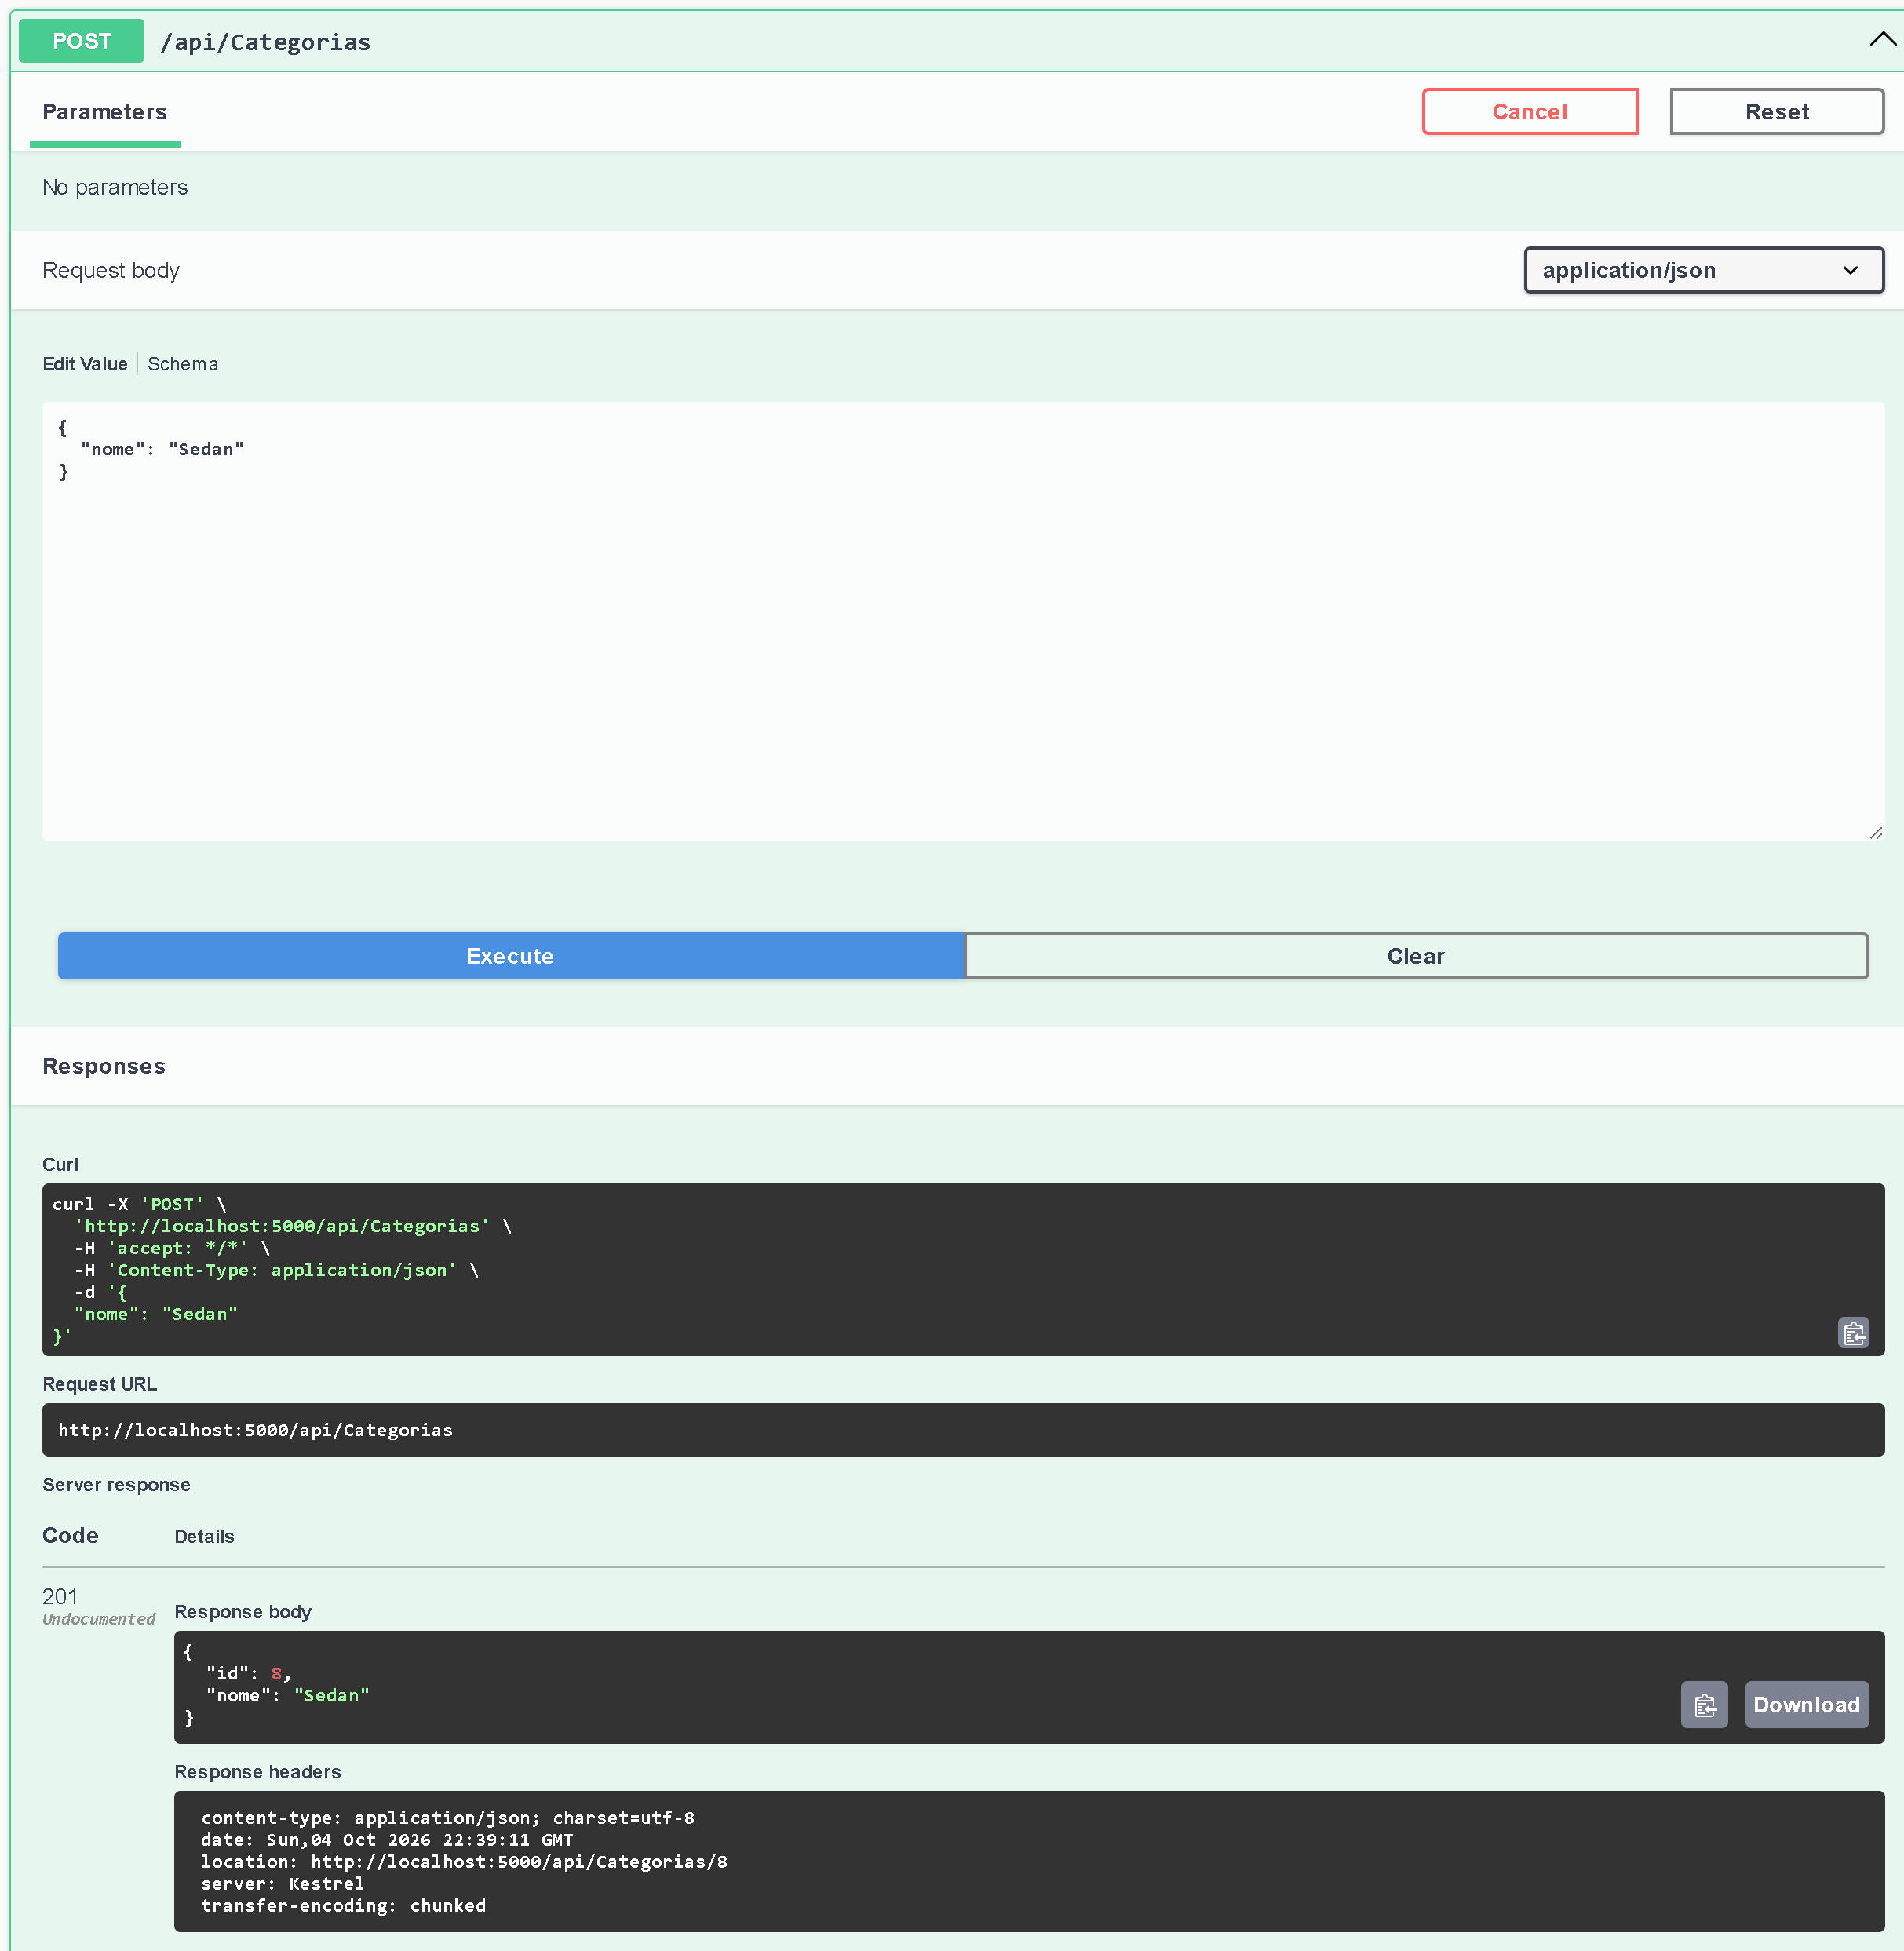 POST /api/Categorias
Parameters
Cancel
Reset
No parameters
Request body
application/json
Edit Value Schema
{
  "nome": "Sedan"
}
Execute
Clear
Responses
Curl
curl -X 'POST' \
  'http://localhost:5000/api/Categorias' \
  -H 'accept: */*' \
  -H 'Content-Type: application/json' \
  -d '{
  "nome": "Sedan"
}'
Request URL
http://localhost:5000/api/Categorias
Server response
Code Details
201
Undocumented
Response body
{
  "id": 8,
  "nome": "Sedan"
}
Download
Response headers
content-type: application/json; charset=utf-8
date: Sun,04 Oct 2026 22:39:11 GMT
location: http://localhost:5000/api/Categorias/8
server: Kestrel
transfer-encoding: chunked